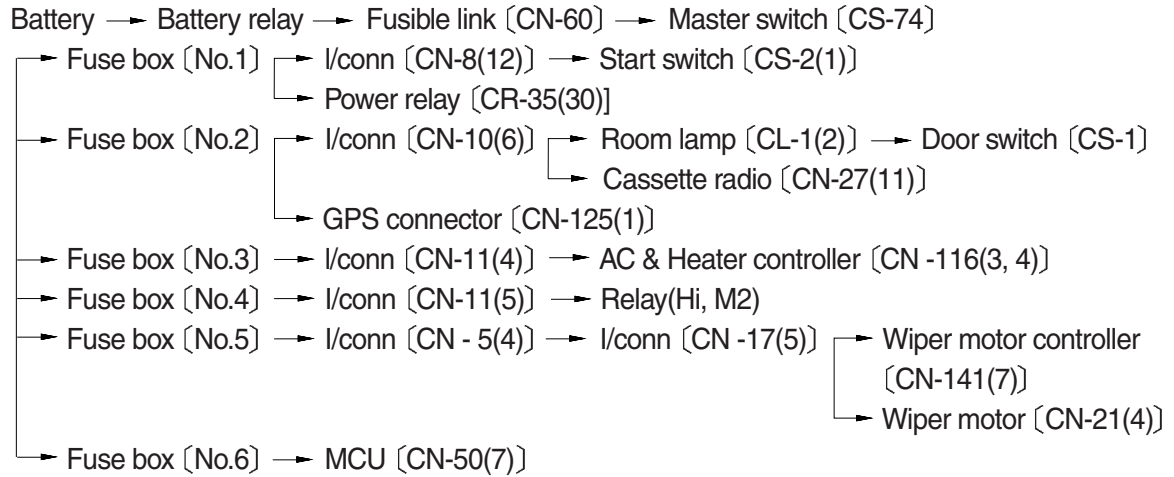 Battery → Battery relay → Fusible link〔CN-60〕→ Master switch〔CS-74〕
Fuse box〔No.1〕 I/conn〔CN-8(12)〕→ Start switch〔CS-2(1)〕
Power relay〔CR-35(30)]
Fuse box〔No.2〕 I/conn〔CN-10(6)〕 Room lamp〔CL-1(2)〕→ Door switch〔CS-1〕
Cassette radio〔CN-27(11)〕
GPS connector〔CN-125(1)〕
Fuse box〔No.3〕→ I/conn〔CN-11(4)〕→ AC & Heater controller〔CN -116(3, 4)〕
Fuse box〔No.4〕→ I/conn〔CN-11(5)〕→ Relay(Hi, M2)
Fuse box〔No.5〕→ I/conn〔CN - 5(4)〕→ I/conn〔CN -17(5)〕 Wiper motor controller
〔CN-141(7)〕
Wiper motor〔CN-21(4)〕
Fuse box〔No.6〕→ MCU〔CN-50(7)〕